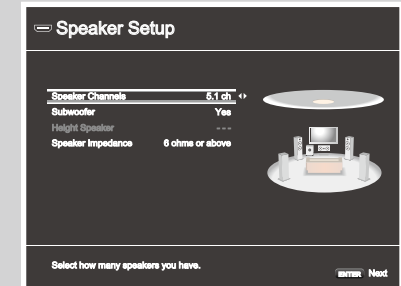 Speaker Setup
Speaker Channels 5.1 ch
Subwoofer Yes
Height Speaker ---
Speaker Impedance 6 ohms or above
Select how many speakers you have.
ENTER Next